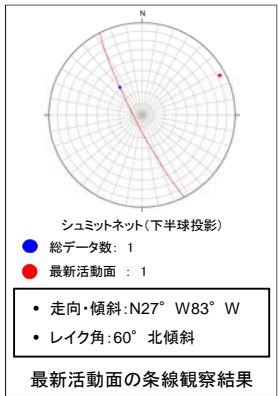 N
シュミットネット(下半球投影)
総データ数: 1
最新活動面 : 1
• 走向・傾斜:N27° W83° W
• レイク角:60° 北傾斜
最新活動面の条線観察結果